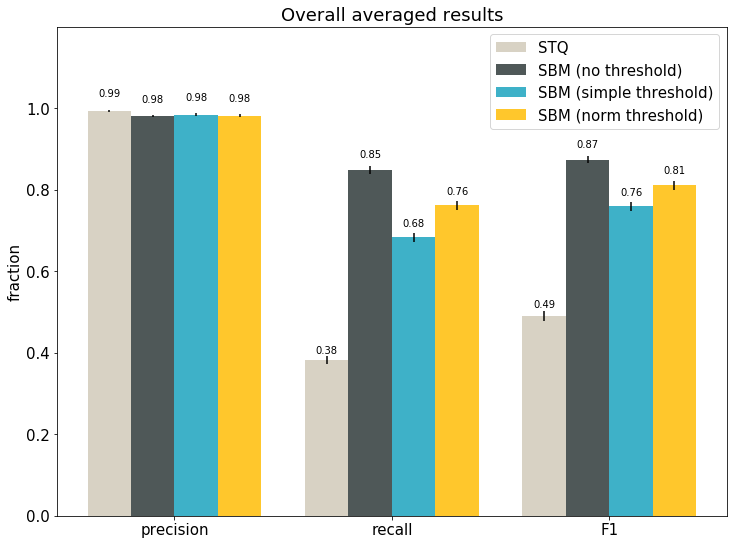 Overall averaged results
STQ
SBM (no threshold)
SBM (simple threshold)
SBM (norm threshold)
fraction
1.0
0.8
0.6
0.4
0.2
0.0
0.99
0.98
0.98
0.98
0.38
0.85
0.68
0.76
0.49
0.87
0.76
0.81
precision
recall
F1